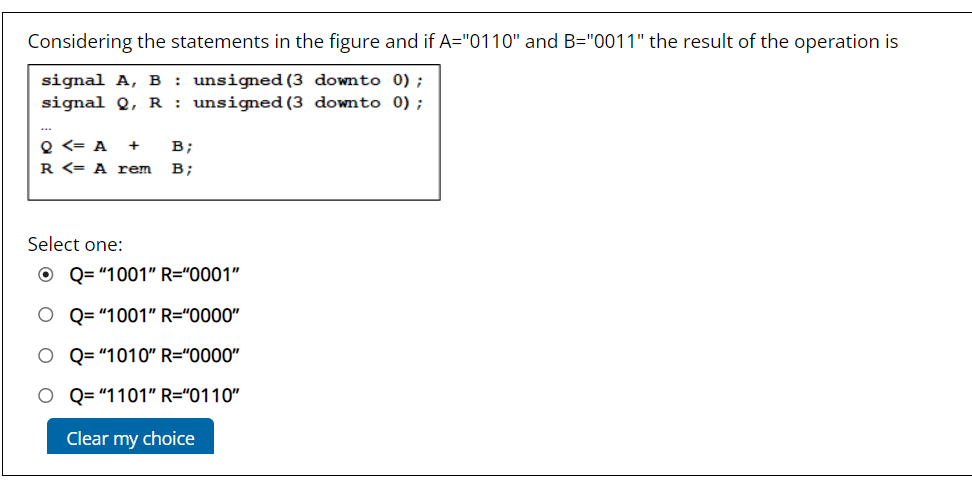 Considering the statements in the figure and if A="0110" and B="0011" the result of the operation is
signal A, B : unsigned(3 downto 0);
signal Q, R : unsigned(3 downto 0);
...
Q <= A + B;
R <= A rem B;
Select one:
Q= “1001” R=“0001”
Q= “1001” R=“0000”
Q= “1010” R=“0000”
Q= “1101” R=“0110”
Clear my choice